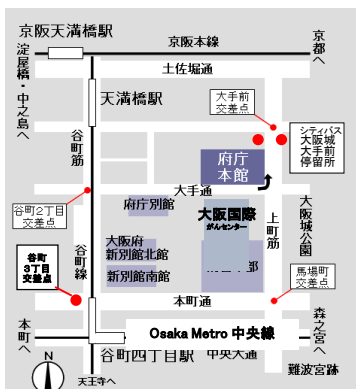 京阪天満橋駅
京阪本線
京都へ
淀屋橋・中之島へ
土佐堀通
天満橋駅
大手前
交差点
シティバス
大阪城
大手前
停留所
谷町筋
府庁
本館
大手通
谷町2丁目
交差点
府庁別館
大阪国際
がんセンター
上町筋
大阪城公園
大阪府
新別館北館
新別館南館
谷町
3丁目
交差点
谷町線
馬場町
交差点
本町通
本町へ
Osaka Metro 中央線
森之宮へ
谷町四丁目駅
中央大通
N
天王寺へ
難波宮跡